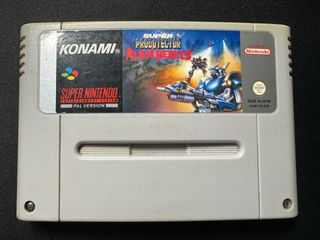 KONAMI
SUPER
PROBOTECTOR
ALIEN REBELS
Nintendo
SUPER NINTENDO
ENTERTAINMENT SYSTEM
PAL VERSION
MADE IN JAPAN